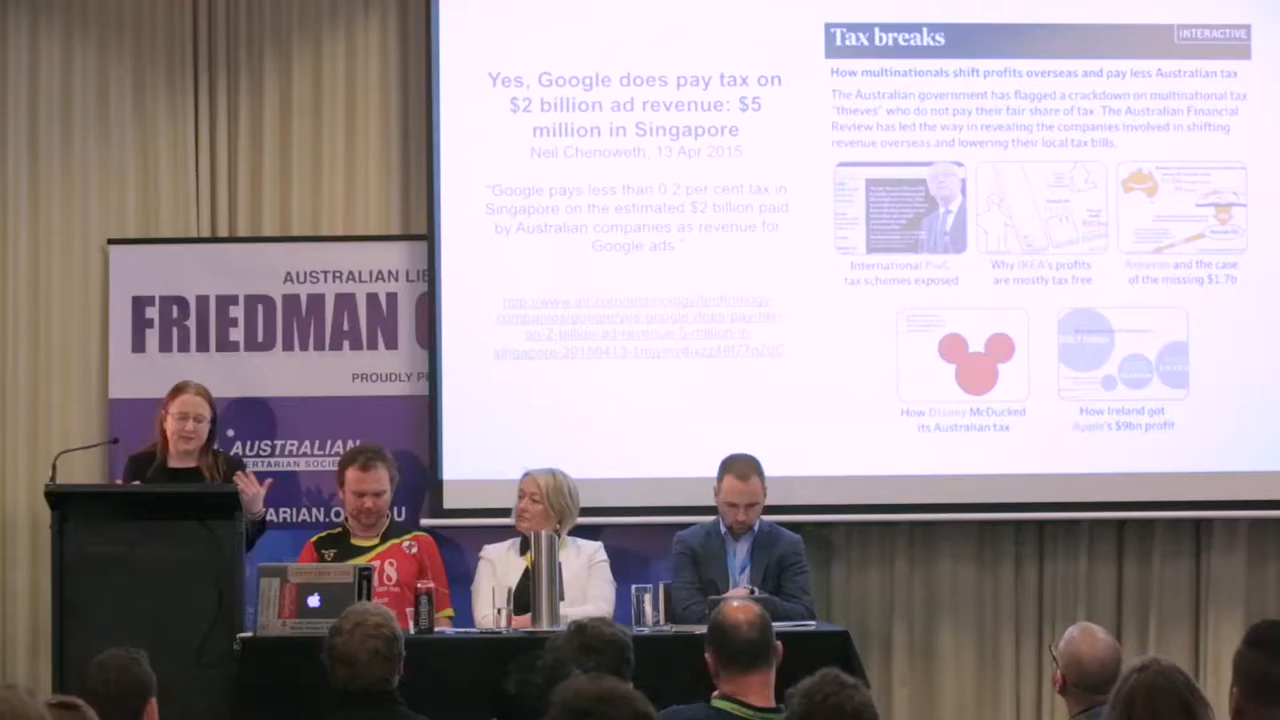 Yes, Google does pay tax on
$2 billion ad revenue: $5
million in Singapore
Neil Chenoweth, 13 Apr 2015
"Google pays less than 0.2 per cent tax in
Singapore on the estimated $2 billion paid
by Australian companies as revenue for
Google ads."
Tax breaks
INTERACTIVE
How multinationals shift profits overseas and pay less Australian tax
The Australian government has flagged a crackdown on multinational tax
"thieves" who do not pay their fair share of tax. The Australian Financial
Review has led the way in revealing the companies involved in shifting
revenue overseas and lowering their local tax bills.
International PwC
tax schemes exposed
Why IKEA's profits
are mostly tax free
Amazon and the case
of the missing $1.7b
How Disney McDucked
its Australian tax
How Ireland got
Apple's $9bn profit
AUSTRALIAN LIB
FRIEDMAN
PROUDLY P
AUSTRALIAN
ERTARIAN SOCIE
TARIAN.O
U
18